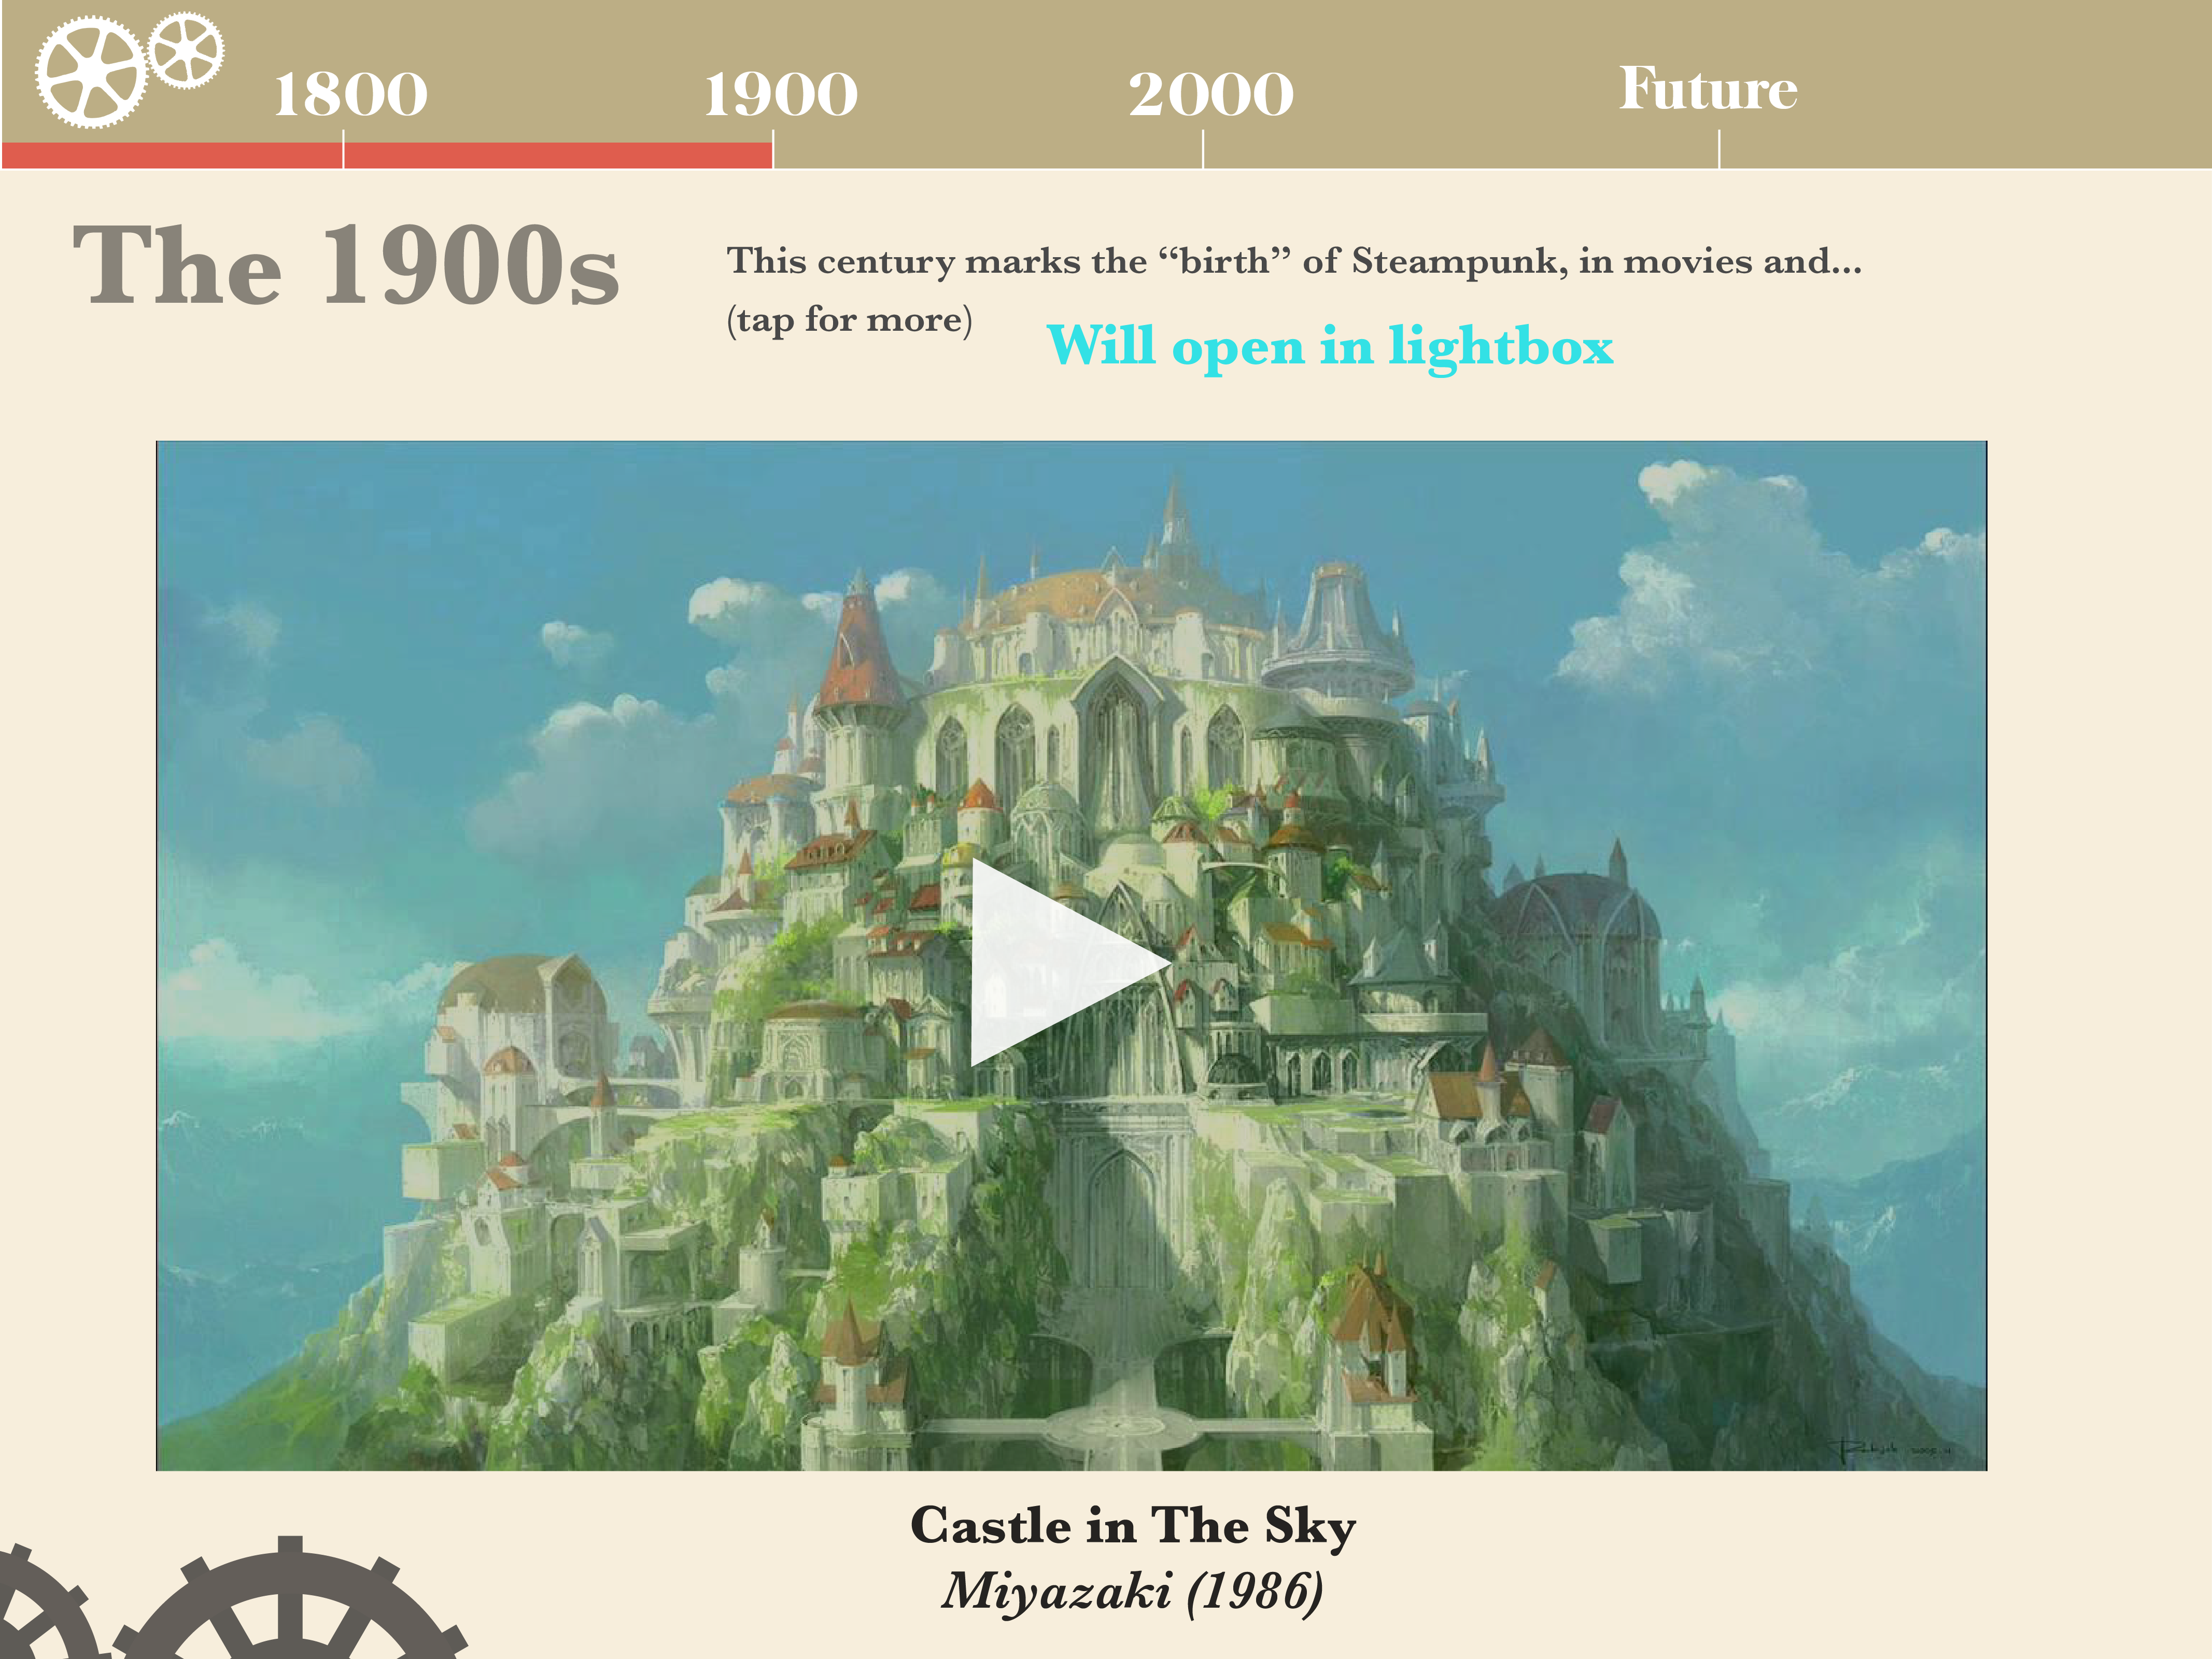 1800
1900
2000
Future
The 1900s
This century marks the “birth” of Steampunk, in movies and...
(tap for more)
Will open in lightbox
Castle in The Sky
Miyazaki (1986)